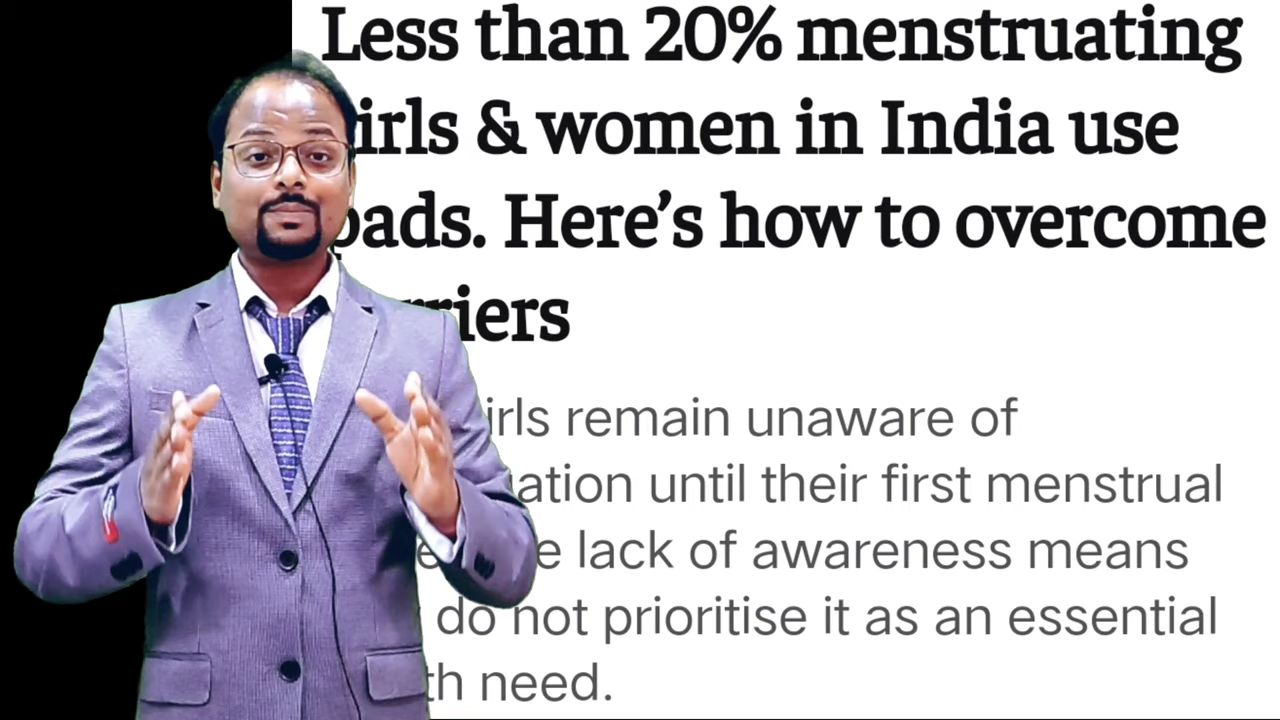 Less than 20% menstruating
irls & women in India use
pads. Here's how to overcome
riers
irls remain unaware of
ation until their first menstrual
e lack of awareness means
do not prioritise it as an essential
th need.